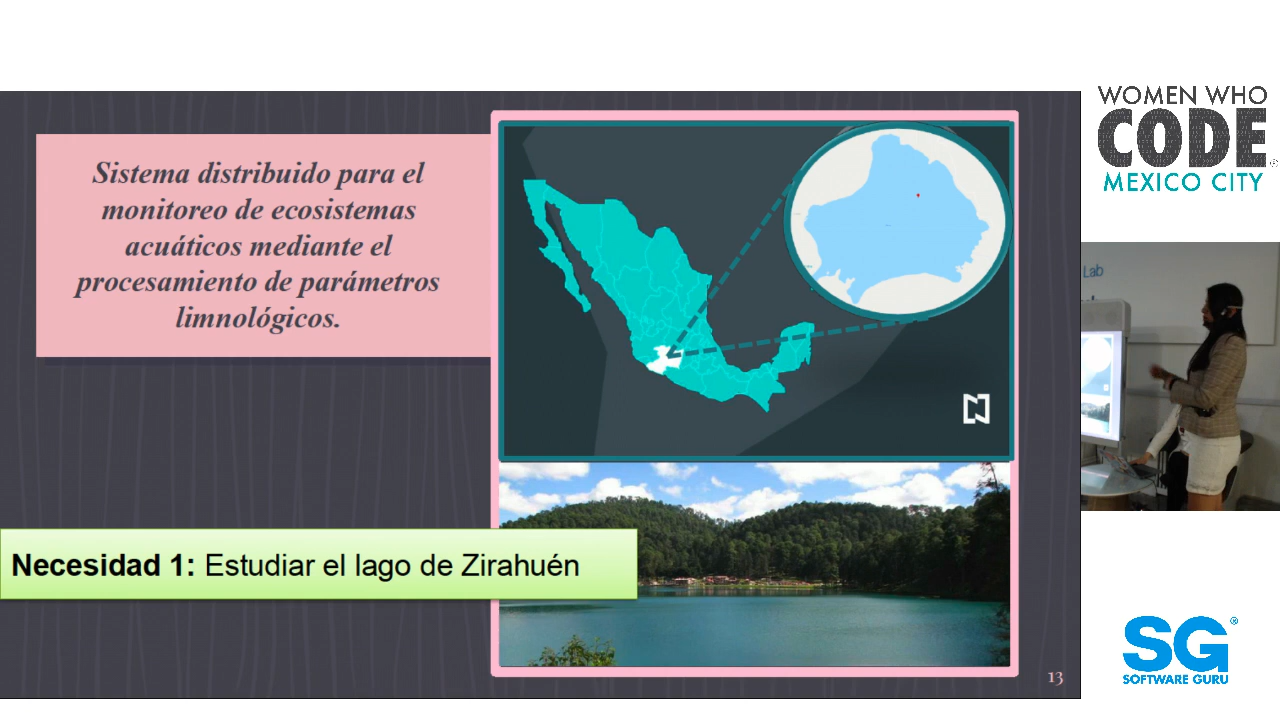 Sistema distribuido para el
monitoreo de ecosistemas
acuáticos mediante el
procesamiento de parámetros
limnológicos.
Necesidad 1: Estudiar el lago de Zirahuén
13
WOMEN WHO
CODE®
MEXICO CITY
Lab
SG®
SOFTWARE GURU